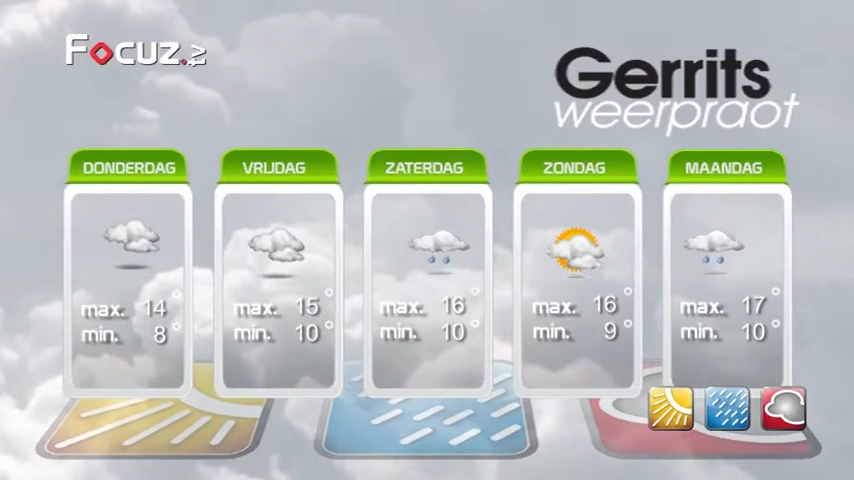 Focuz.tv
Gerrits
weerpraot
DONDERDAG
max. 14°
min. 8°
VRIJDAG
max. 15°
min. 10°
ZATERDAG
max. 16°
min. 10°
ZONDAG
max. 16°
min. 9°
MAANDAG
max. 17°
min. 10°